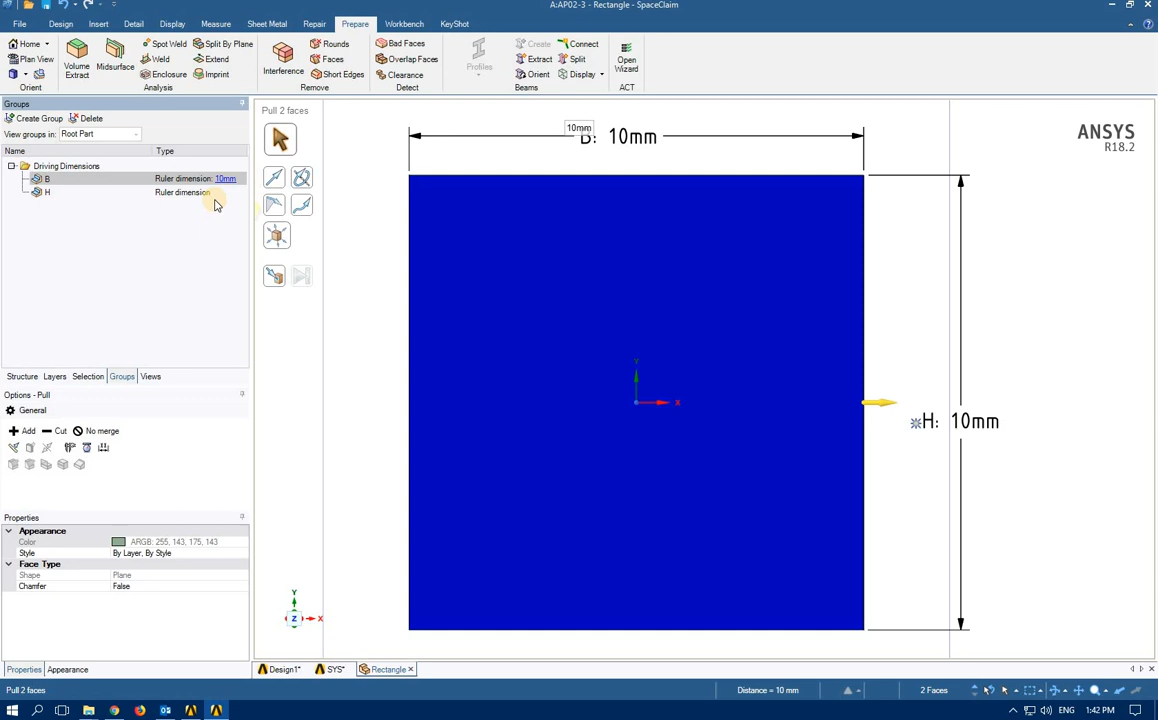 A:AP02-3 - Rectangle - SpaceClaim
File Design Insert Detail Display Measure Sheet Metal Repair Prepare Workbench KeyShot
Home Spot Weld Split By Plane Rounds Bad Faces Create Connect
Plan View Weld Extend Faces Overlap Faces Extract Split
Enclosure Imprint Short Edges Clearance Orient Display
Volume Extract Midsurface Interference Profiles Open Wizard
Orient Analysis Remove Detect Beams ACT
Groups
Create Group Delete
View groups in: Root Part
Name Type
Driving Dimensions
B Ruler dimension: 10mm
H Ruler dimension
Structure Layers Selection Groups Views
Options - Pull
General
Add Cut No merge
Properties
Appearance
Color ARGB: 255, 143, 175, 143
Style By Layer, By Style
Face Type
Shape Plane
Chamfer False
Properties Appearance
Pull 2 faces
10mm
B: 10mm
ANSYS
R18.2
Y
X
H: 10mm
Y
Z X
Design1* SYS* Rectangle
Pull 2 faces Distance = 10 mm 2 Faces
ENG 1:42 PM